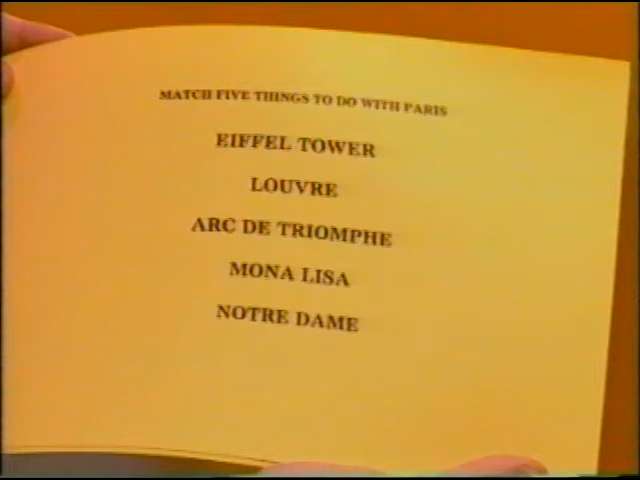 MATCH FIVE THINGS TO DO WITH PARIS
EIFFEL TOWER
LOUVRE
ARC DE TRIOMPHE
MONA LISA
NOTRE DAME